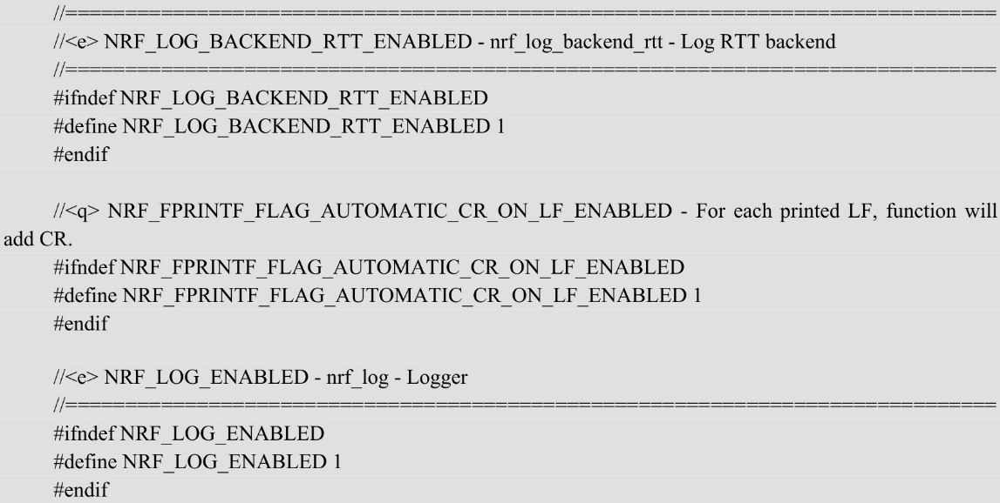 //==============================================================================
//<e> NRF_LOG_BACKEND_RTT_ENABLED - nrf_log_backend_rtt - Log RTT backend
//==============================================================================
#ifndef NRF_LOG_BACKEND_RTT_ENABLED
#define NRF_LOG_BACKEND_RTT_ENABLED 1
#endif
//<q> NRF_FPRINTF_FLAG_AUTOMATIC_CR_ON_LF_ENABLED - For each printed LF, function will
add CR.
#ifndef NRF_FPRINTF_FLAG_AUTOMATIC_CR_ON_LF_ENABLED
#define NRF_FPRINTF_FLAG_AUTOMATIC_CR_ON_LF_ENABLED 1
#endif
//<e> NRF_LOG_ENABLED - nrf_log - Logger
//==============================================================================
#ifndef NRF_LOG_ENABLED
#define NRF_LOG_ENABLED 1
#endif